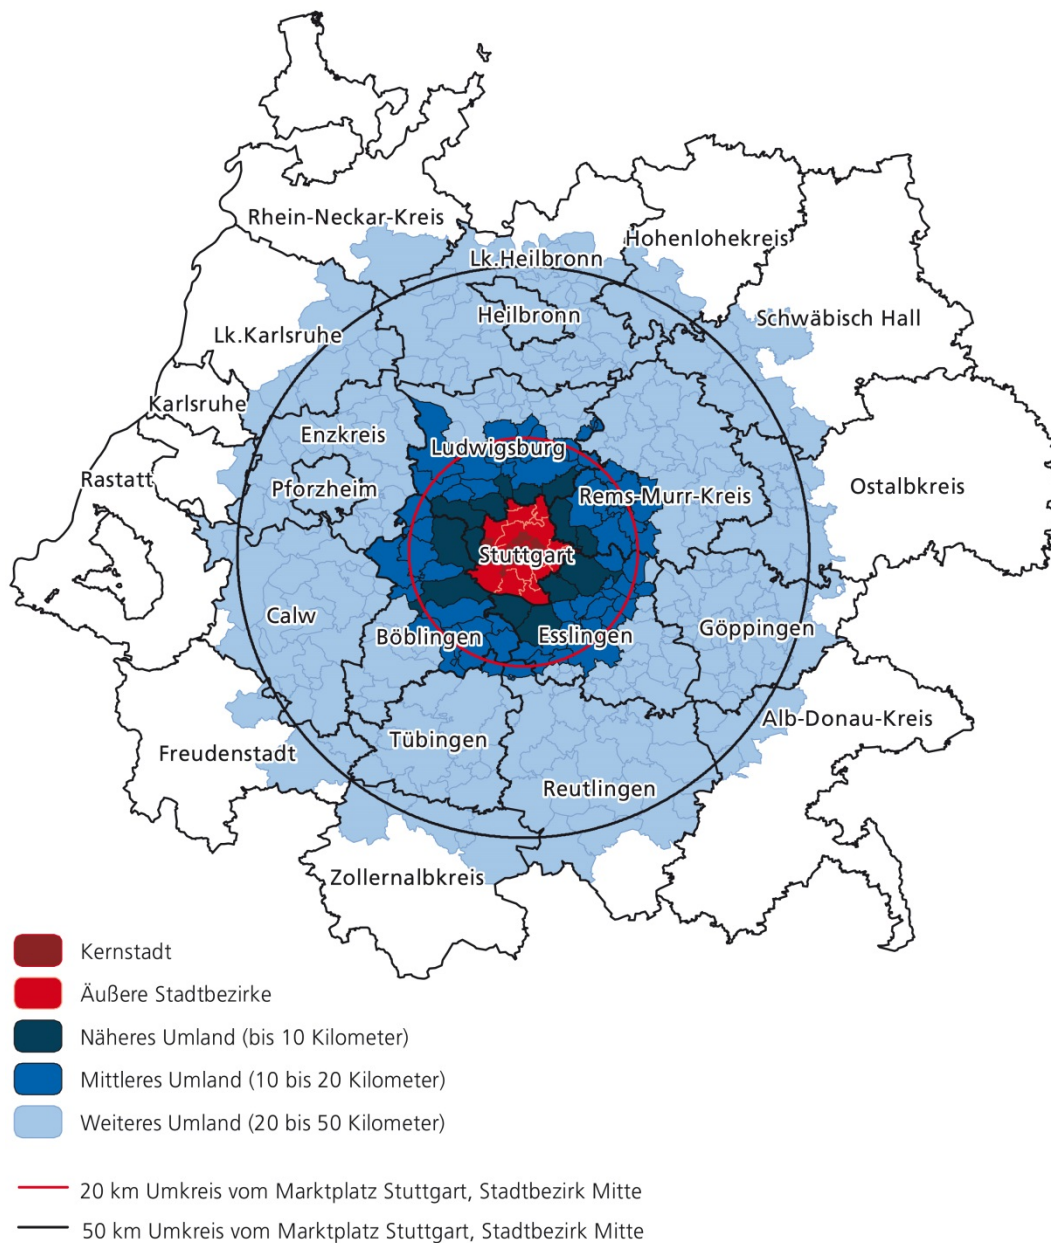 Rhein-Neckar-Kreis
Hohenlohekreis
Lk.Heilbronn
Heilbronn
Schwäbisch Hall
Lk.Karlsruhe
Karlsruhe
Enzkreis
Ludwigsburg
Rastatt
Pforzheim
Rems-Murr-Kreis
Ostalbkreis
Stuttgart
Calw
Böblingen
Esslingen
Göppingen
Alb-Donau-Kreis
Freudenstadt
Tübingen
Reutlingen
Zollernalbkreis
Kernstadt
Äußere Stadtbezirke
Näheres Umland (bis 10 Kilometer)
Mittleres Umland (10 bis 20 Kilometer)
Weiteres Umland (20 bis 50 Kilometer)
20 km Umkreis vom Marktplatz Stuttgart, Stadtbezirk Mitte
50 km Umkreis vom Marktplatz Stuttgart, Stadtbezirk Mitte